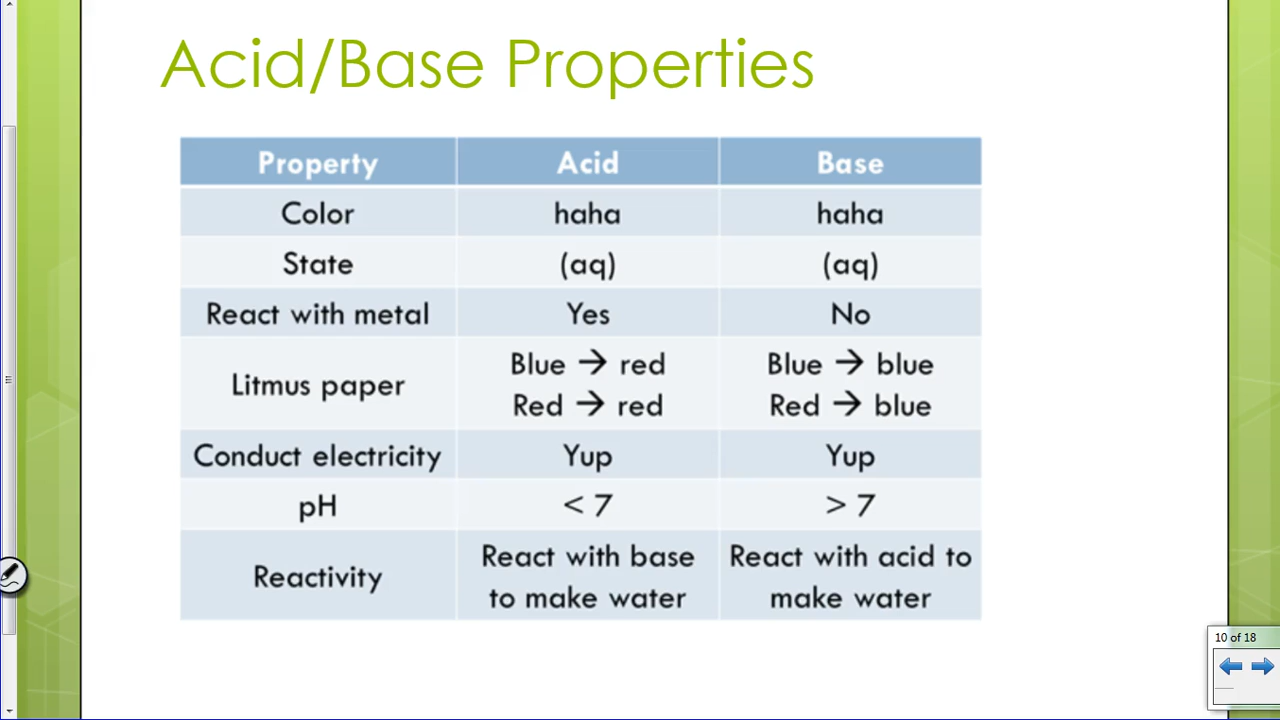 Acid/Base Properties
Property Acid Base
Color haha haha
State (aq) (aq)
React with metal Yes No
Litmus paper
Blue → red
Red → red
Blue → blue
Red → blue
Conduct electricity Yup Yup
pH < 7 > 7
Reactivity
React with base
to make water
React with acid to
make water
10 of 18